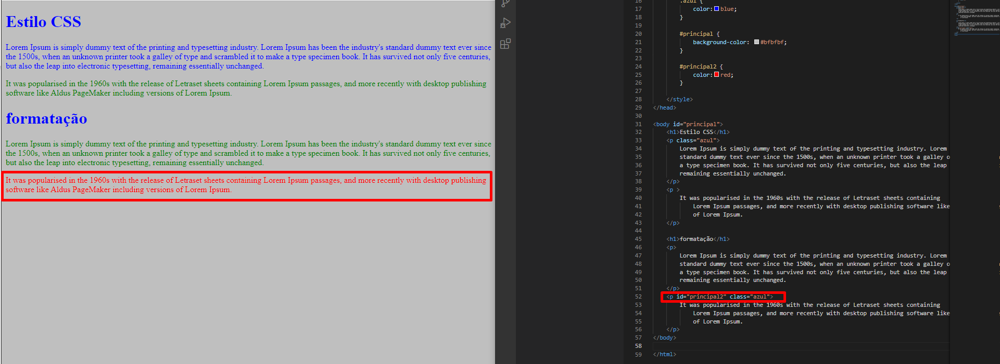 Estilo CSS
Lorem Ipsum is simply dummy text of the printing and typesetting industry. Lorem Ipsum has been the industry's standard dummy text ever since
the 1500s, when an unknown printer took a galley of type and scrambled it to make a type specimen book. It has survived not only five centuries,
but also the leap into electronic typesetting, remaining essentially unchanged.
It was popularised in the 1960s with the release of Letraset sheets containing Lorem Ipsum passages, and more recently with desktop publishing
software like Aldus PageMaker including versions of Lorem Ipsum.
formatação
Lorem Ipsum is simply dummy text of the printing and typesetting industry. Lorem Ipsum has been the industry's standard dummy text ever since
the 1500s, when an unknown printer took a galley of type and scrambled it to make a type specimen book. It has survived not only five centuries,
but also the leap into electronic typesetting, remaining essentially unchanged.
It was popularised in the 1960s with the release of Letraset sheets containing Lorem Ipsum passages, and more recently with desktop publishing
software like Aldus PageMaker including versions of Lorem Ipsum.
16 .azul {
17 color: blue;
18 }
19
20 #principal {
21 background-color: #bfbfbf;
22 }
23
24 #principal2 {
25 color: red;
26 }
27
28 </style>
29 </head>
30
31 <body id="principal">
32 <h1>Estilo CSS</h1>
33 <p class="azul">
34 Lorem Ipsum is simply dummy text of the printing and typesetting industry. Lorem
35 standard dummy text ever since the 1500s, when an unknown printer took a galley o
36 a type specimen book. It has survived not only five centuries, but also the leap
37 remaining essentially unchanged.
38 </p>
39 <p >
40 It was popularised in the 1960s with the release of Letraset sheets containing
41 Lorem Ipsum passages, and more recently with desktop publishing software like
42 of Lorem Ipsum.
43 </p>
44
45 <h1>formatação</h1>
46 <p>
47 Lorem Ipsum is simply dummy text of the printing and typesetting industry. Lorem
48 standard dummy text ever since the 1500s, when an unknown printer took a galley o
49 a type specimen book. It has survived not only five centuries, but also the leap
50 remaining essentially unchanged.
51 </p>
52 <p id="principal2" class="azul">
53 It was popularised in the 1960s with the release of Letraset sheets containing
54 Lorem Ipsum passages, and more recently with desktop publishing software like
55 of Lorem Ipsum.
56 </p>
57 </body>
58
59 </html>